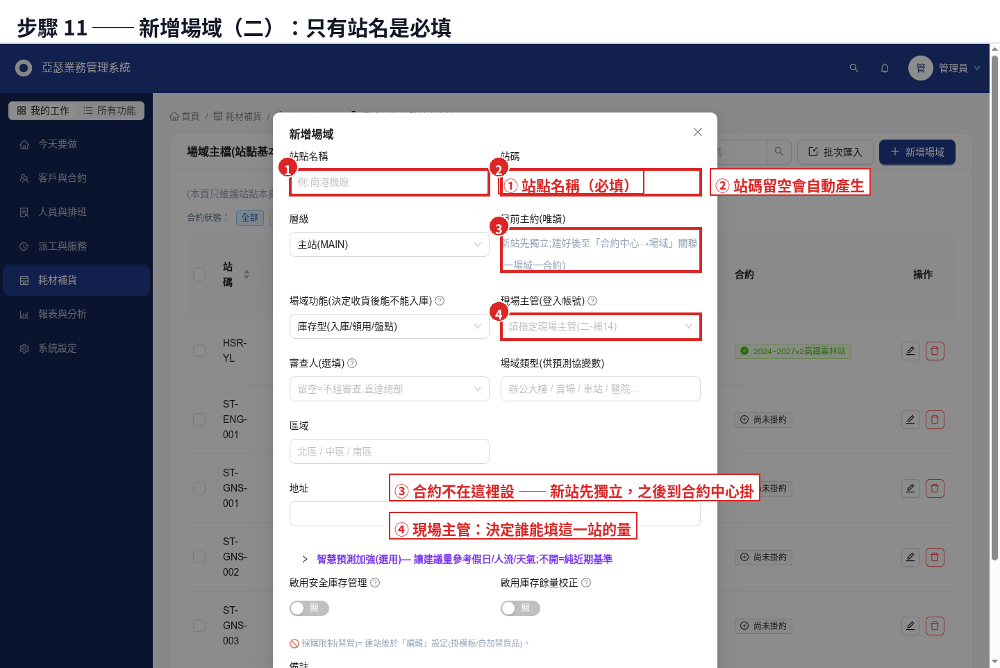 步驟 11 —— 新增場域（二）：只有站名是必填
亞瑟業務管理系統
管 管理員
我的工作 所有功能
首頁 / 耗材補貨 /
今天要做
客戶與合約
人員與排班
派工與服務
耗材補貨
報表與分析
系統設定
場域主檔(站點基本
批次匯入
新增場域
(本頁只維護站點本身
合約狀態： 全部
站碼
合約
操作
HSR-YL
2024~2027v2高鐵雲林站
ST-ENG-001
尚未掛約
ST-GNS-001
尚未掛約
ST-GNS-002
尚未掛約
ST-GNS-003
尚未掛約
新增場域
站點名稱
站碼
1
例:南港機廠
2
① 站點名稱（必填）
② 站碼留空會自動產生
層級
目前主約(唯讀)
主站(MAIN)
3
新站先獨立;建好後至「合約中心→場域」關聯
一場域一合約)
場域功能(決定收貨後能不能入庫)
現場主管(登入帳號)
庫存型(入庫/領用/盤點)
4
請指定現場主管(二-補14)
審查人(選填)
場域類型(供預測協變數)
留空=不經審查,直達總部
辦公大樓 / 賣場 / 車站 / 醫院…
區域
北區 / 中區 / 南區
地址
③ 合約不在這裡設 —— 新站先獨立，之後到合約中心掛
④ 現場主管：決定誰能填這一站的量
智慧預測加強(選用)— 讓建議量參考假日/人流/天氣;不開=純近期基準
啟用安全庫存管理
啟用庫存餘量校正
關
關
採購限制(禁買)= 建站後於「編輯」設定(掛模板/自加禁買品)。
備註